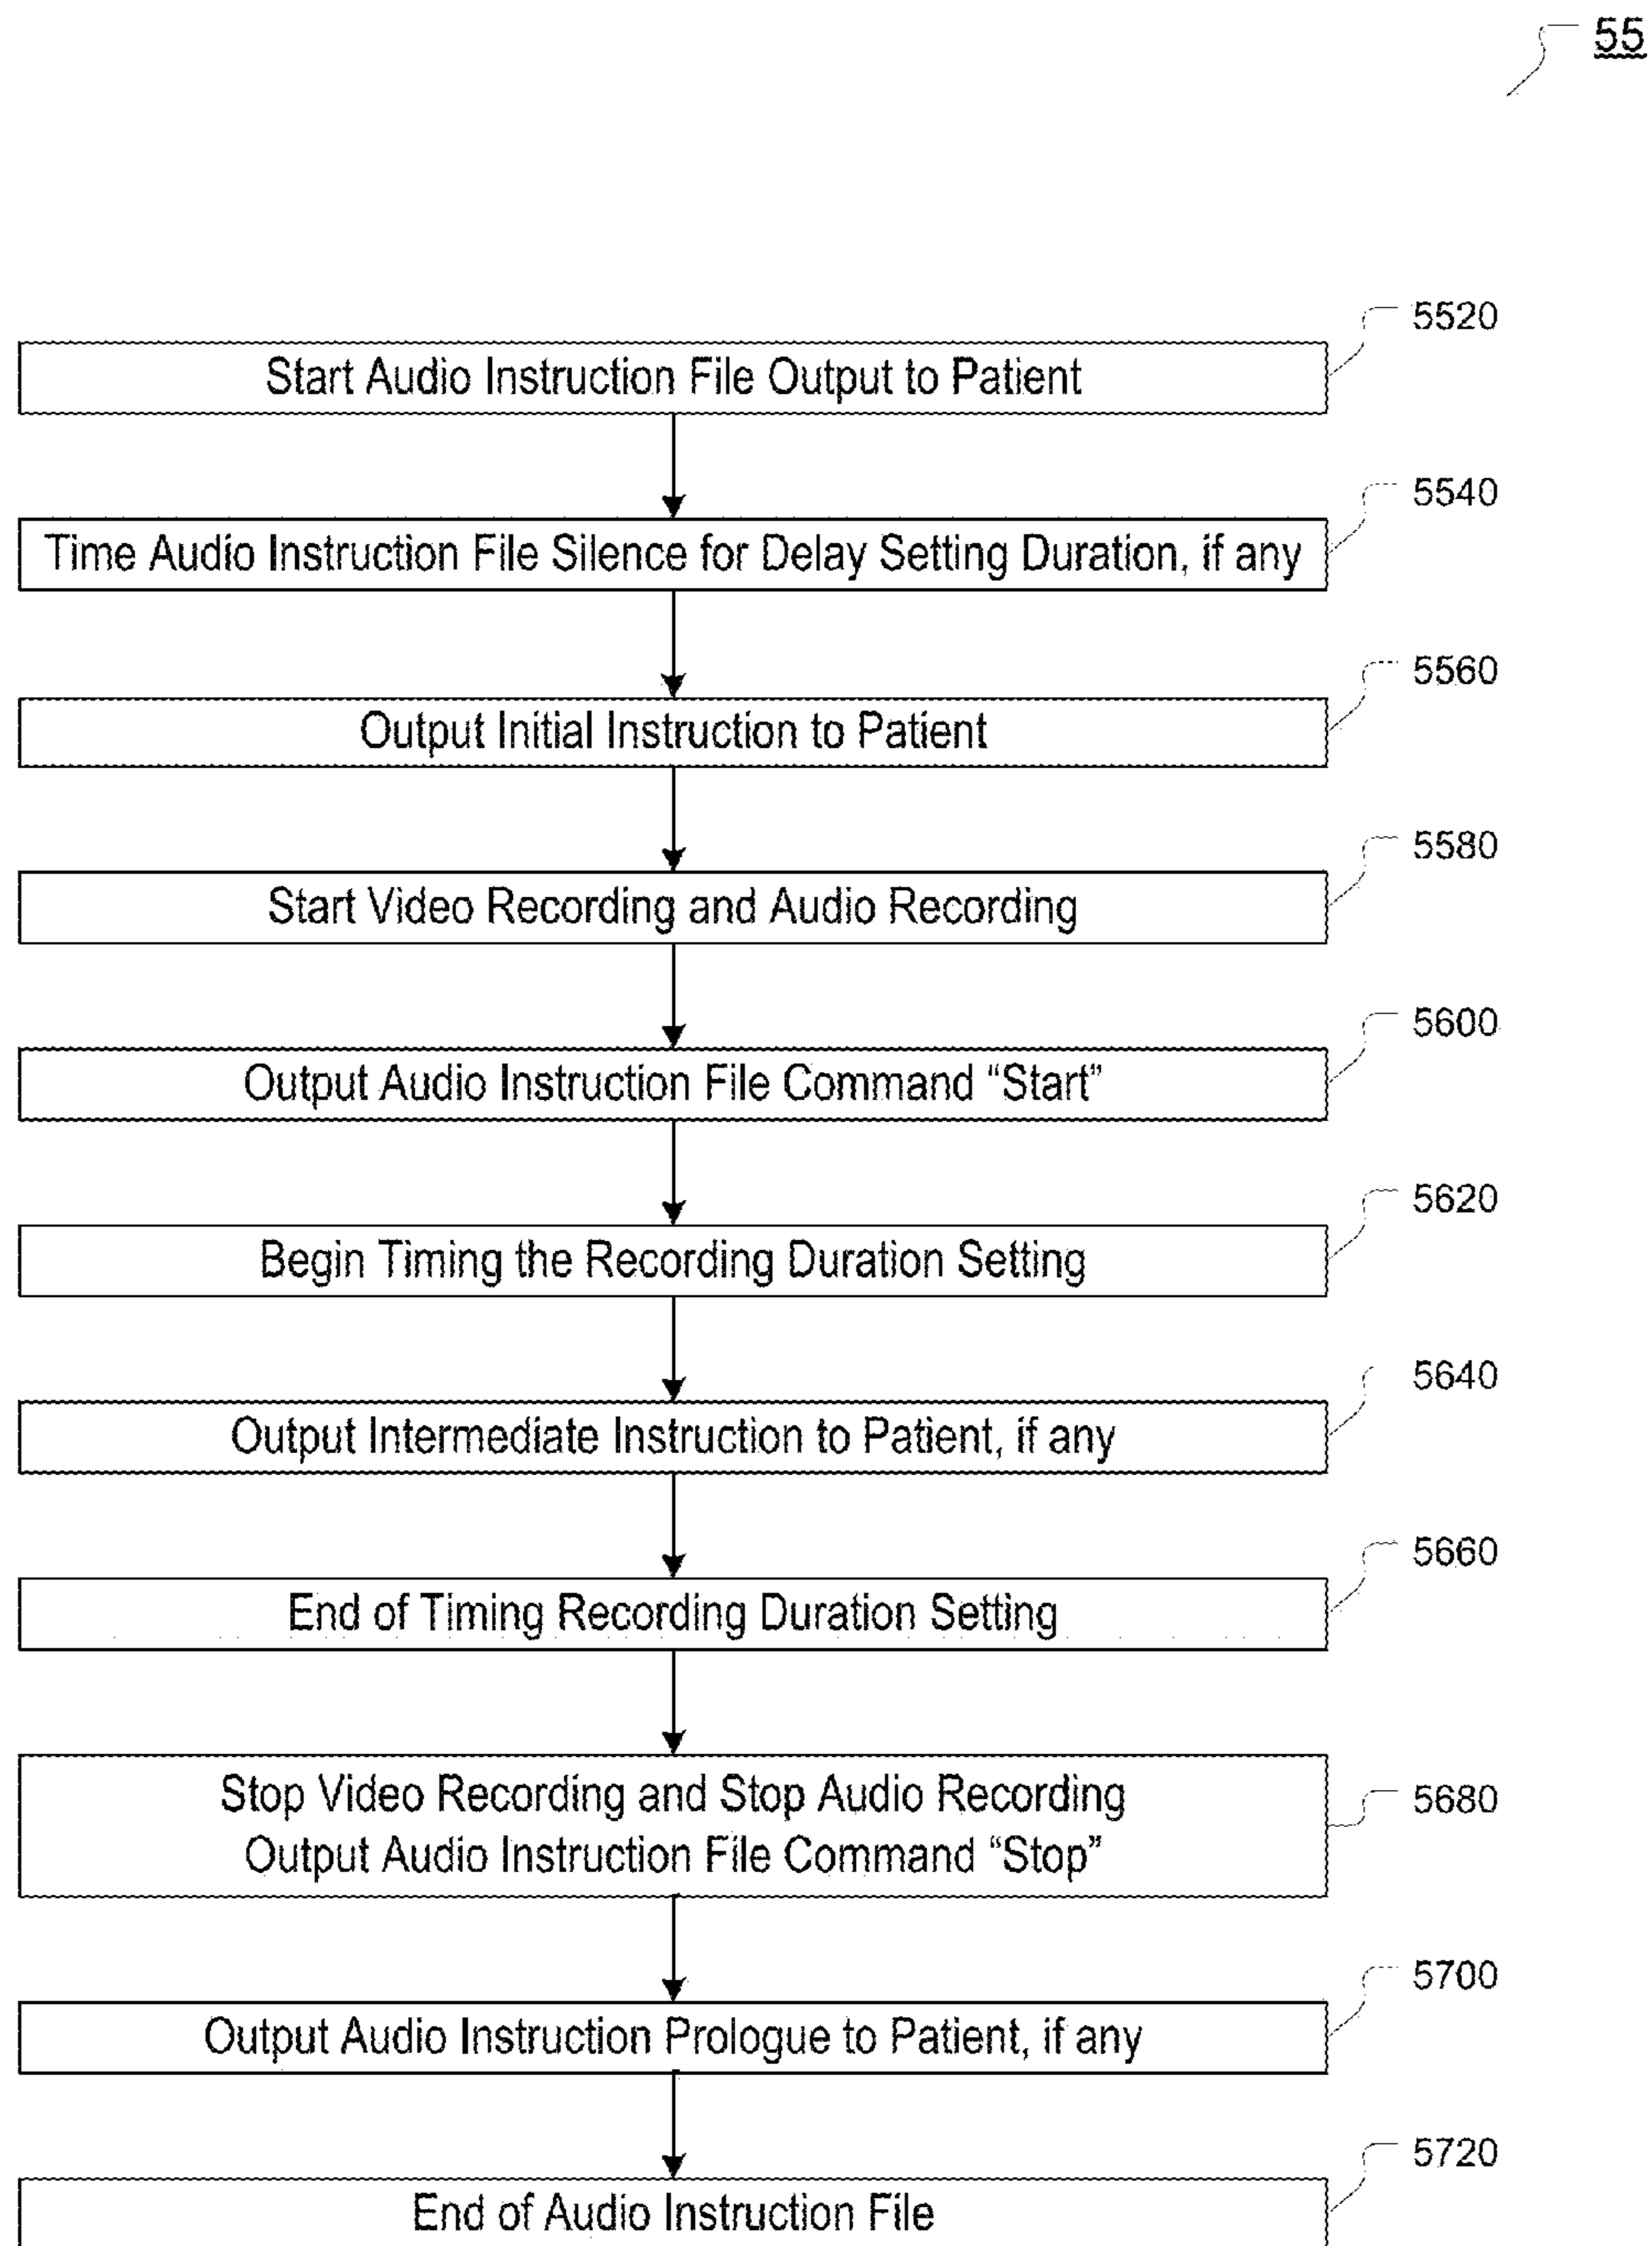 55
5520
Start Audio Instruction File Output to Patient
5540
Time Audio Instruction File Silence for Delay Setting Duration, if any
5560
Output Initial Instruction to Patient
5580
Start Video Recording and Audio Recording
5600
Output Audio Instruction File Command “Start”
5620
Begin Timing the Recording Duration Setting
5640
Output Intermediate Instruction to Patient, if any
5660
End of Timing Recording Duration Setting
Stop Video Recording and Stop Audio Recording
5680
Output Audio Instruction File Command “Stop”
5700
Output Audio Instruction Prologue to Patient, if any
5720
End of Audio Instruction File